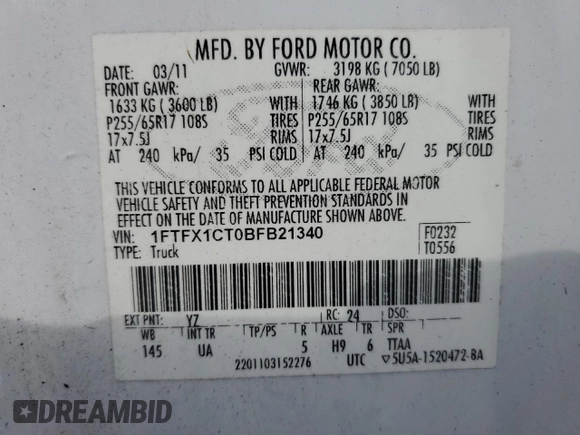 MFD. BY FORD MOTOR CO.
DATE: 03/11 GVWR: 3198 KG ( 7050 LB)
FRONT GAWR: REAR GAWR:
1633 KG ( 3600 LB) WITH 1746 KG ( 3850 LB) WITH
P255/65R17 108S TIRES P255/65R17 108S TIRES
17x7.5J RIMS 17x7.5J RIMS
AT 240 kPa/ 35 PSI COLD AT 240 kPa/ 35 PSI COLD
THIS VEHICLE CONFORMS TO ALL APPLICABLE FEDERAL MOTOR
VEHICLE SAFETY AND THEFT PREVENTION STANDARDS IN
EFFECT ON THE DATE OF MANUFACTURE SHOWN ABOVE.
VIN: 1FTFX1CT0BFB21340 F0232
TYPE: Truck T0556
EXT PNT: YZ RC: 24 DSO:
WB INT TR TP/PS R AXLE TR SPR
145 UA 5 H9 6 TTAA
2201103152276 UTC ▽5U5A-1520472-BA
DREAMBID